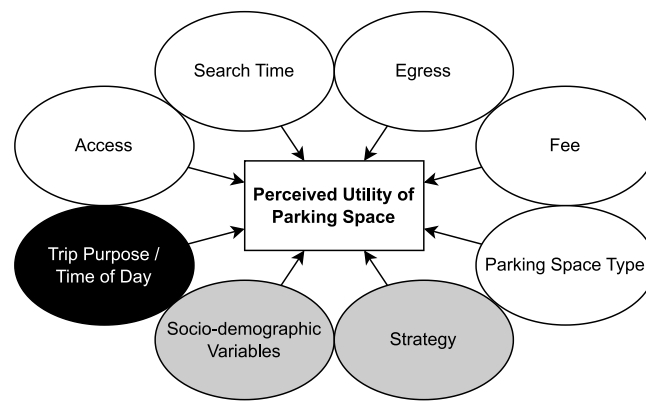 Search Time
Egress
Access
Fee
Perceived Utility of
Parking Space
Trip Purpose /
Time of Day
Parking Space Type
Socio-demographic
Variables
Strategy